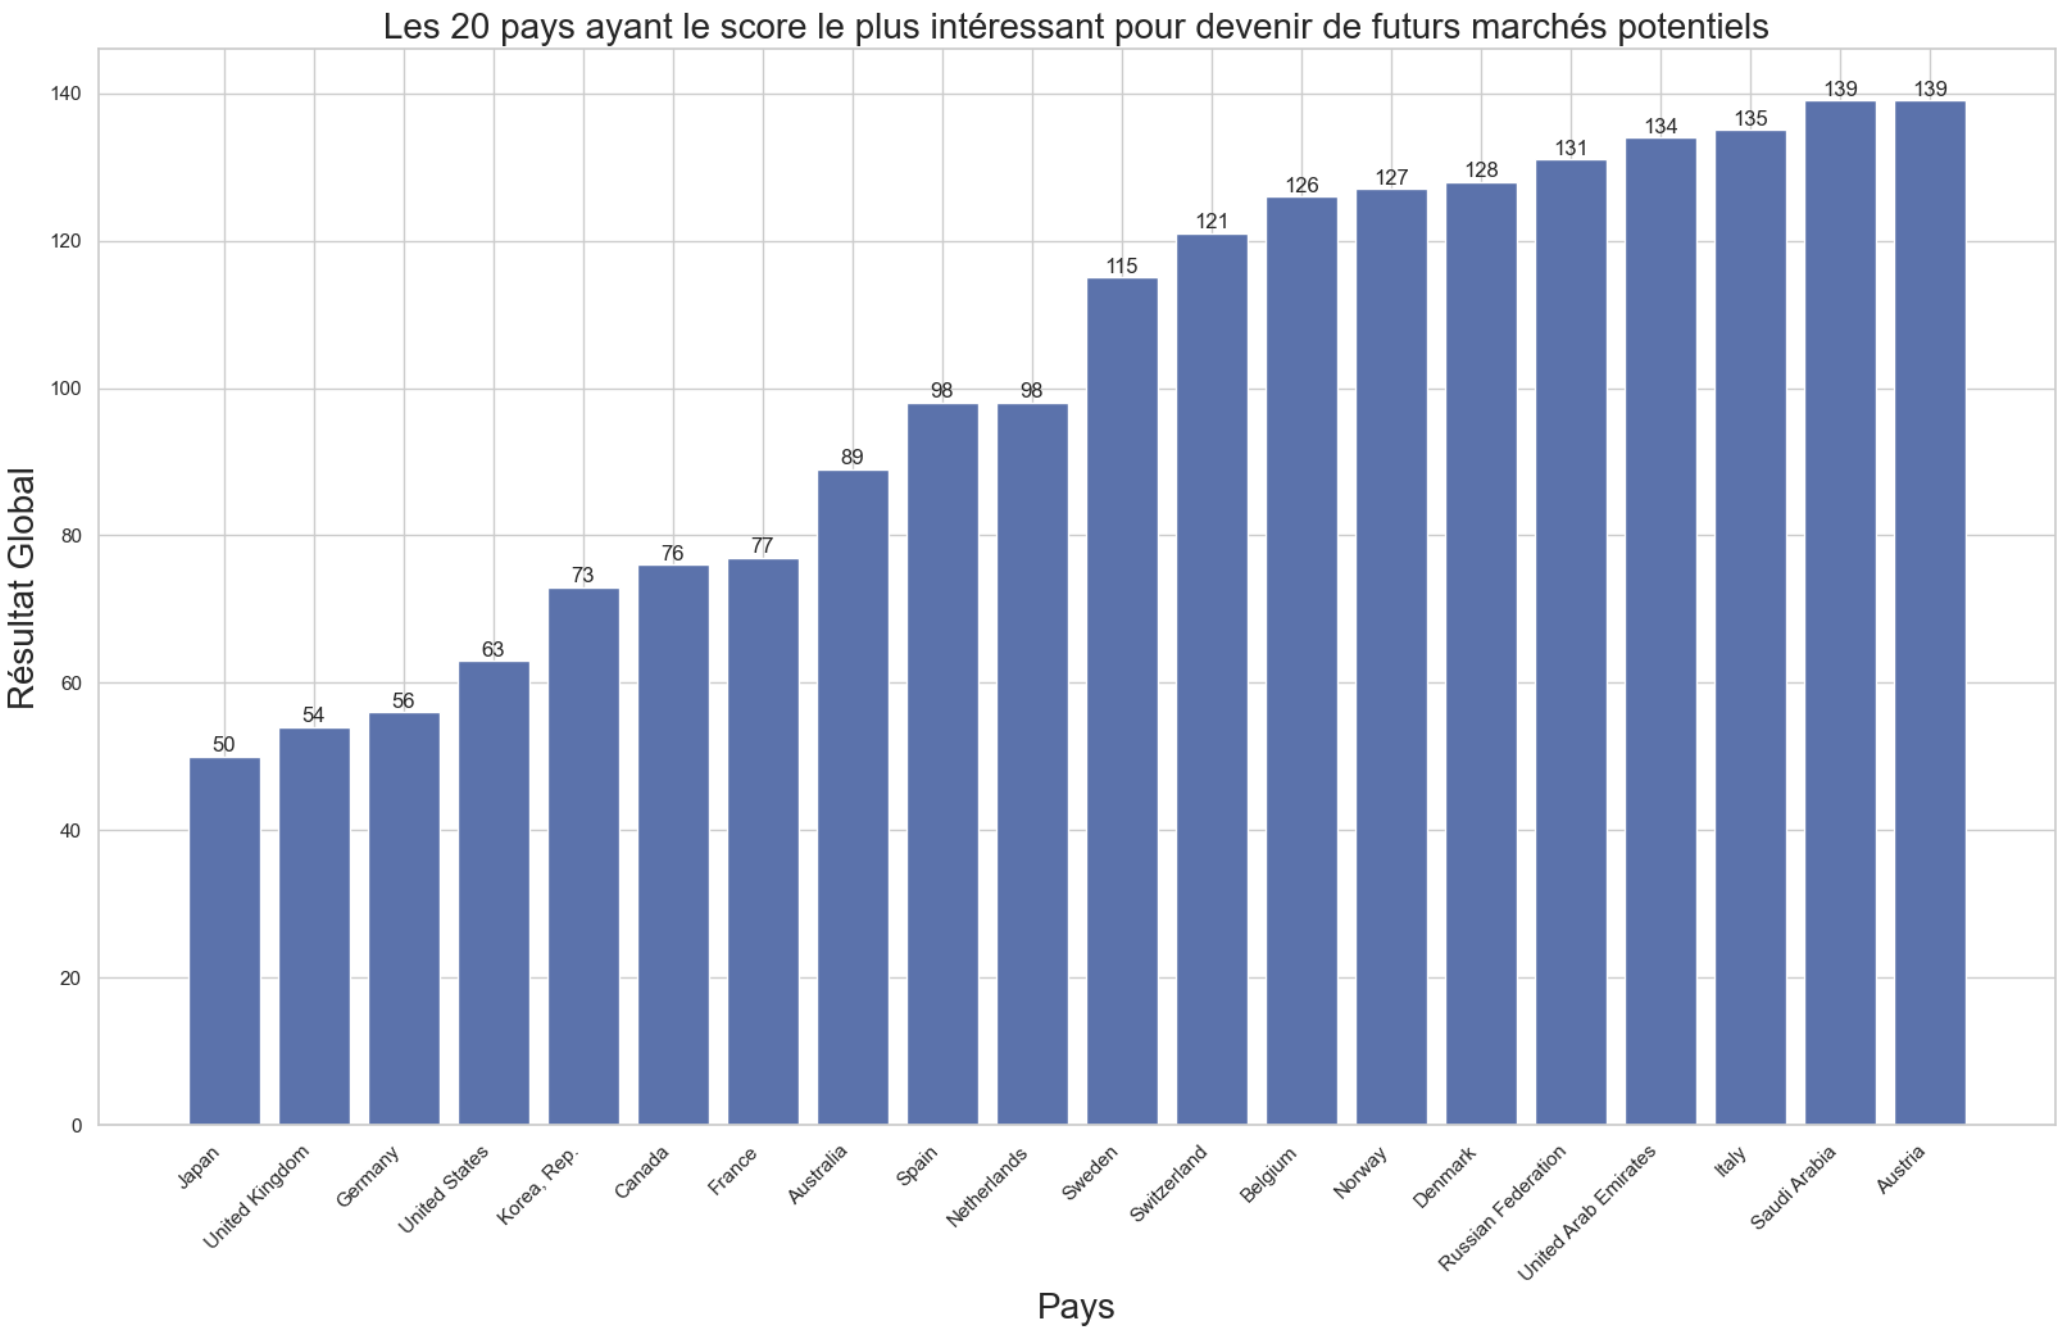 Les 20 pays ayant le score le plus intéressant pour devenir de futurs marchés potentiels
Résultat Global
140
120
100
80
60
40
20
0
50
54
56
63
73
76
77
89
98
98
115
121
126
127
128
131
134
135
139
139
Japan
United Kingdom
Germany
United States
Korea, Rep.
Canada
France
Australia
Spain
Netherlands
Sweden
Switzerland
Belgium
Norway
Denmark
Russian Federation
United Arab Emirates
Italy
Saudi Arabia
Austria
Pays